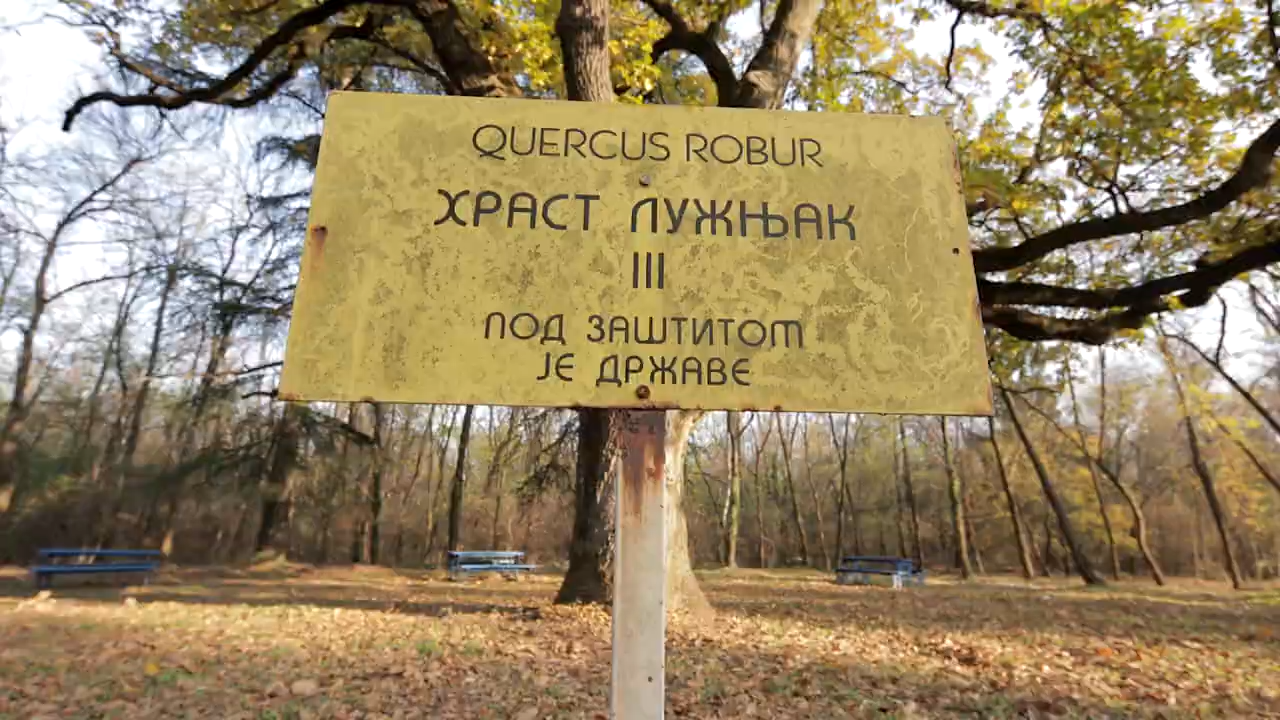 QUERCUS ROBUR
ХРАСТ ЛУЖЊАК
III
ПОД ЗАШТИТОМ
ЈЕ ДРЖАВЕ